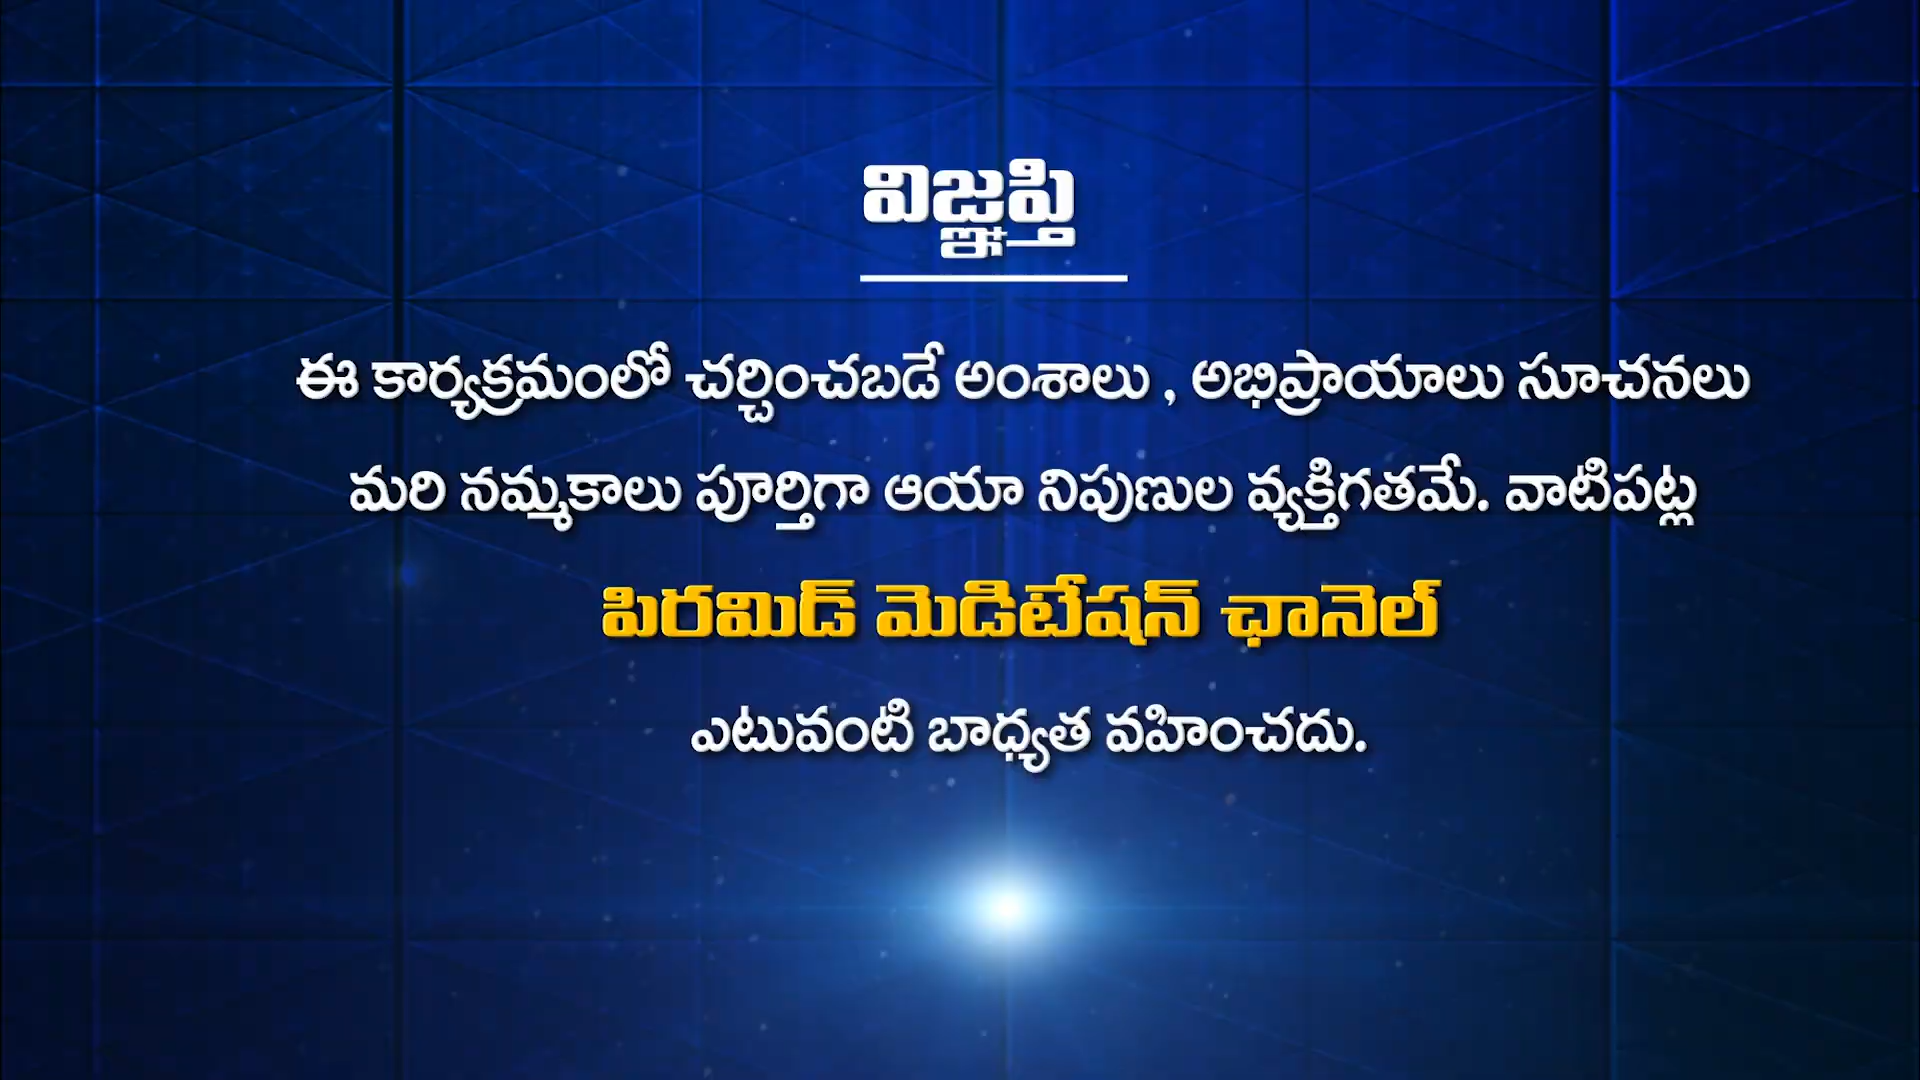 విజ్ఞప్తి
ఈ కార్యక్రమంలో చర్చించబడే అంశాలు , అభిప్రాయాలు సూచనలు
మరి నమ్మకాలు పూర్తిగా ఆయా నిపుణుల వ్యక్తిగతమే. వాటిపట్ల
పిరమిడ్ మెడిటేషన్ ఛానెల్
ఎటువంటి బాధ్యత వహించదు.